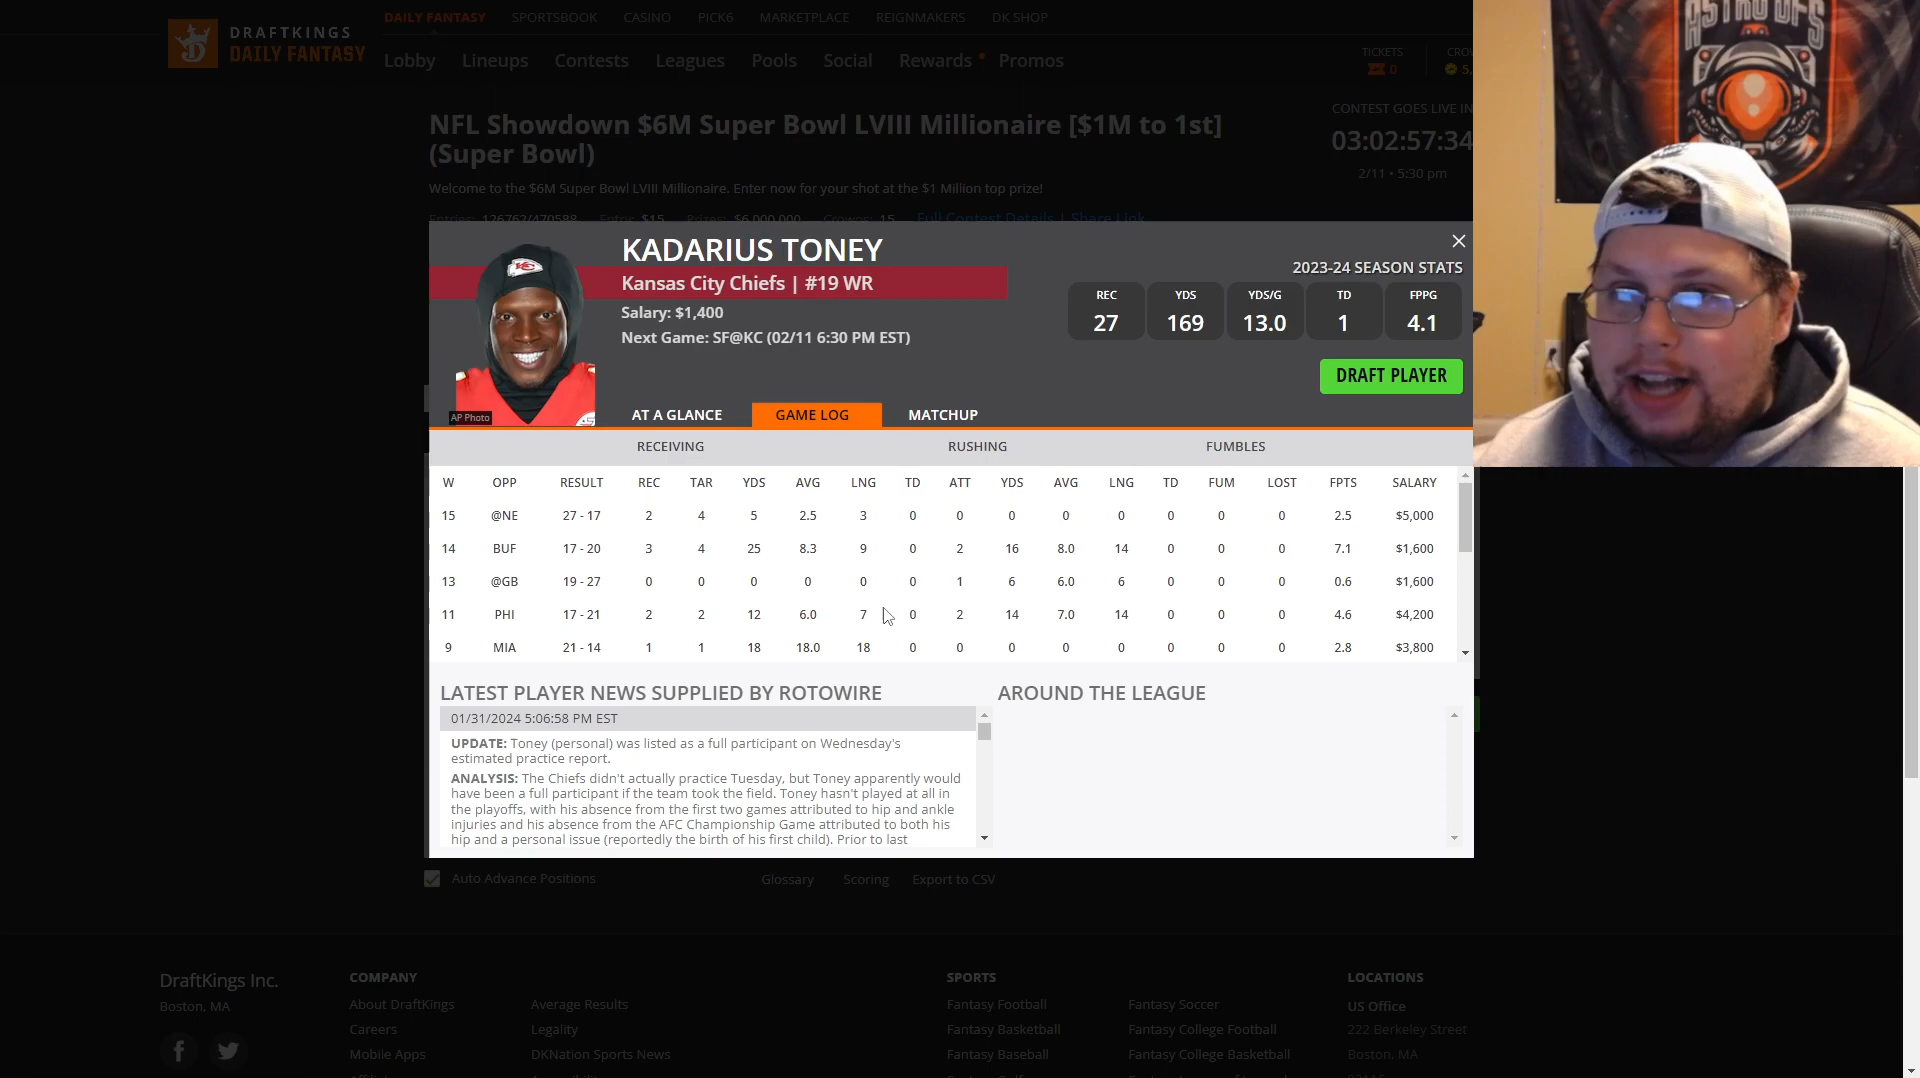 DRAFTKINGS
DAILY FANTASY
DAILY FANTASY SPORTSBOOK CASINO PICK6 MARKETPLACE REIGNMAKERS DK SHOP
Lobby Lineups Contests Leagues Pools Social Rewards Promos
TICKETS
0
NFL Showdown $6M Super Bowl LVIII Millionaire [$1M to 1st]
(Super Bowl)
CONTEST GOES LIVE IN
03:02:57:34
2/11 • 5:30 pm
Welcome to the $6M Super Bowl LVIII Millionaire. Enter now for your shot at the $1 Million top prize!
Entries: 126762/470588 Entry: $15 Prizes: $6,000,000 Crowns: 15 Full Contest Details | Share Link
ASTRO DFS
KADARIUS TONEY
Kansas City Chiefs | #19 WR
Salary: $1,400
Next Game: SF@KC (02/11 6:30 PM EST)
KC
AP Photo
2023-24 SEASON STATS
REC YDS YDS/G TD FPPG
27 169 13.0 1 4.1
DRAFT PLAYER
AT A GLANCE GAME LOG MATCHUP
RECEIVING RUSHING FUMBLES
W OPP RESULT REC TAR YDS AVG LNG TD ATT YDS AVG LNG TD FUM LOST FPTS SALARY
15 @NE 27 - 17 2 4 5 2.5 3 0 0 0 0 0 0 0 0 2.5 $5,000
14 BUF 17 - 20 3 4 25 8.3 9 0 2 16 8.0 14 0 0 0 7.1 $1,600
13 @GB 19 - 27 0 0 0 0 0 0 1 6 6.0 6 0 0 0 0.6 $1,600
11 PHI 17 - 21 2 2 12 6.0 7 0 2 14 7.0 14 0 0 0 4.6 $4,200
9 MIA 21 - 14 1 1 18 18.0 18 0 0 0 0 0 0 0 0 2.8 $3,800
LATEST PLAYER NEWS SUPPLIED BY ROTOWIRE
01/31/2024 5:06:58 PM EST
UPDATE: Toney (personal) was listed as a full participant on Wednesday's
estimated practice report.
ANALYSIS: The Chiefs didn't actually practice Tuesday, but Toney apparently would
have been a full participant if the team took the field. Toney hasn't played at all in
the playoffs, with his absence from the first two games attributed to hip and ankle
injuries and his absence from the AFC Championship Game attributed to both his
hip and a personal issue (reportedly the birth of his first child). Prior to last
AROUND THE LEAGUE
Auto Advance Positions Glossary Scoring Export to CSV
DraftKings Inc.
Boston, MA
COMPANY
About DraftKings
Careers
Mobile Apps
Average Results
Legality
DKNation Sports News
SPORTS
Fantasy Football
Fantasy Basketball
Fantasy Baseball
Fantasy Soccer
Fantasy College Football
Fantasy College Basketball
LOCATIONS
US Office
222 Berkeley Street
Boston, MA